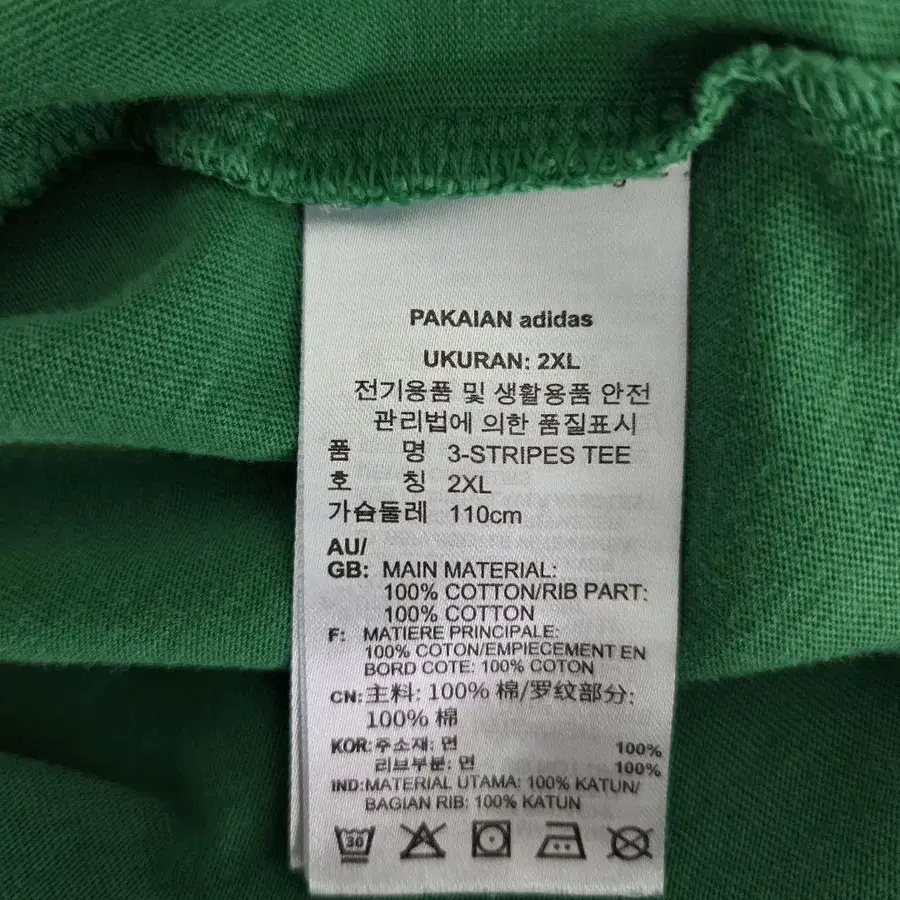 PAKAIAN adidas
UKURAN: 2XL
전기용품 및 생활용품 안전
관리법에 의한 품질표시
품 명 3-STRIPES TEE
호 칭 2XL
가슴둘레 110cm
AU/
GB: MAIN MATERIAL:
100% COTTON/RIB PART:
100% COTTON
F: MATIERE PRINCIPALE:
100% COTON/EMPIECEMENT EN
BORD COTE: 100% COTON
CN: 主料: 100% 棉/罗纹部分:
100% 棉
KOR: 주소재: 면 100%
리브부분: 면 100%
IND: MATERIAL UTAMA: 100% KATUN/
BAGIAN RIB: 100% KATUN
30